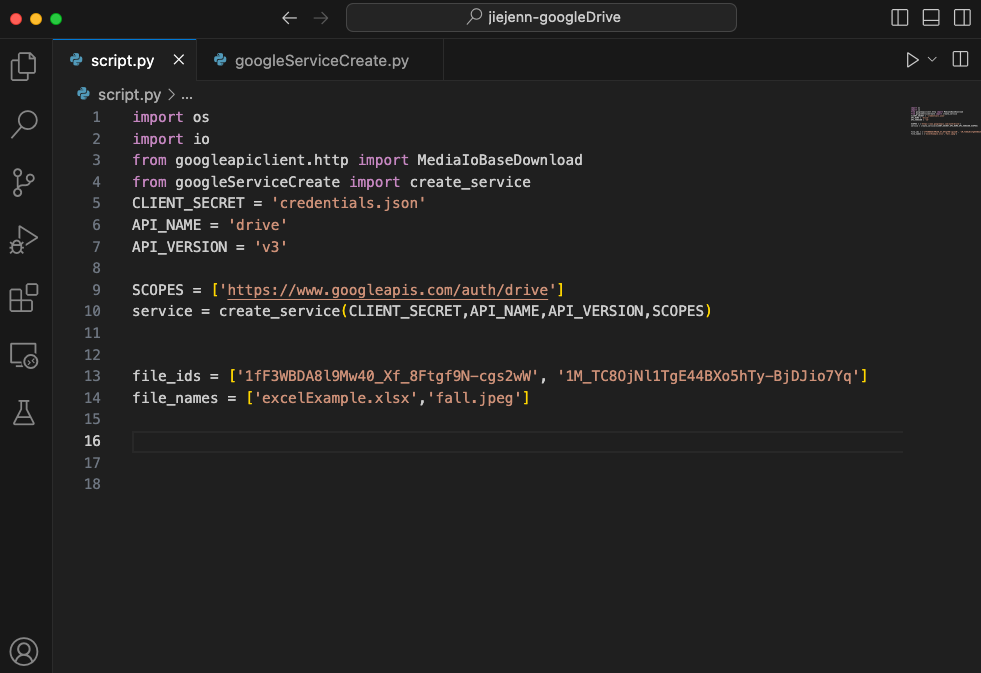 jiejenn-googleDrive
script.py
googleServiceCreate.py
script.py > ...
1 import os
2 import io
3 from googleapiclient.http import MediaIoBaseDownload
4 from googleServiceCreate import create_service
5 CLIENT_SECRET = 'credentials.json'
6 API_NAME = 'drive'
7 API_VERSION = 'v3'
8
9 SCOPES = ['https://www.googleapis.com/auth/drive']
10 service = create_service(CLIENT_SECRET,API_NAME,API_VERSION,SCOPES)
11
12
13 file_ids = ['1fF3WBDA8l9Mw40_Xf_8Ftgf9N-cgs2wW', '1M_TC8OjNl1TgE44BXo5hTy-BjDJio7Yq']
14 file_names = ['excelExample.xlsx','fall.jpeg']
15
16
17
18